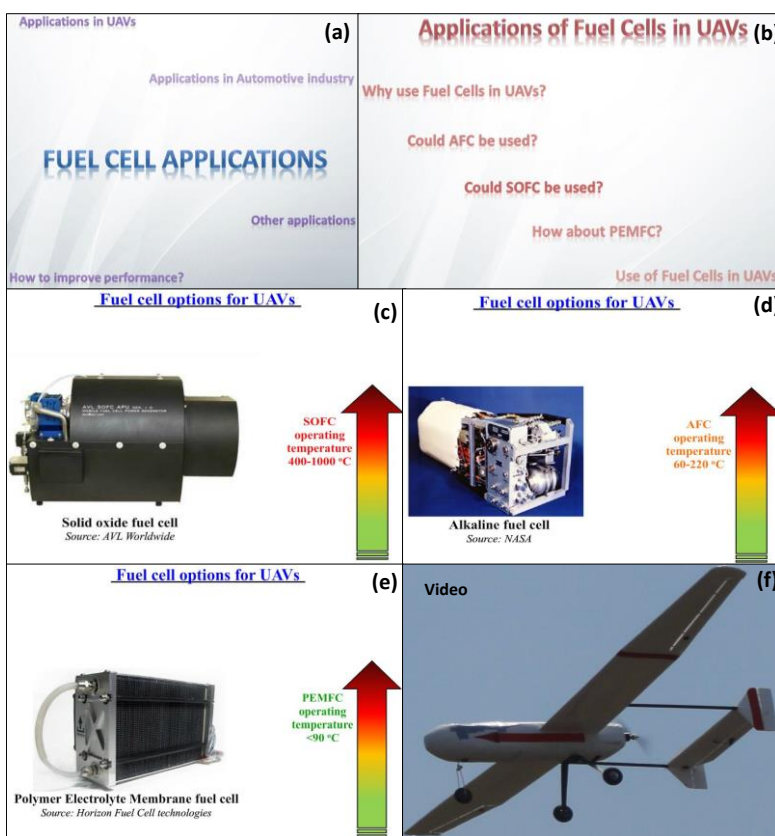 (a)
Applications in UAVs
Applications in Automotive industry
FUEL CELL APPLICATIONS
Other applications
How to improve performance?
(b)
Applications of Fuel Cells in UAVs
Why use Fuel Cells in UAVs?
Could AFC be used?
Could SOFC be used?
How about PEMFC?
Use of Fuel Cells in UAVs
(c)
Fuel cell options for UAVs
AVL SOFC APU
SOFC
operating
temperature
400-1000 °C
Solid oxide fuel cell
Source: AVL Worldwide
(d)
Fuel cell options for UAVs
AFC
operating
temperature
60-220 °C
Alkaline fuel cell
Source: NASA
(e)
Fuel cell options for UAVs
PEMFC
operating
temperature
<90 °C
Polymer Electrolyte Membrane fuel cell
Source: Horizon Fuel Cell technologies
(f)
Video